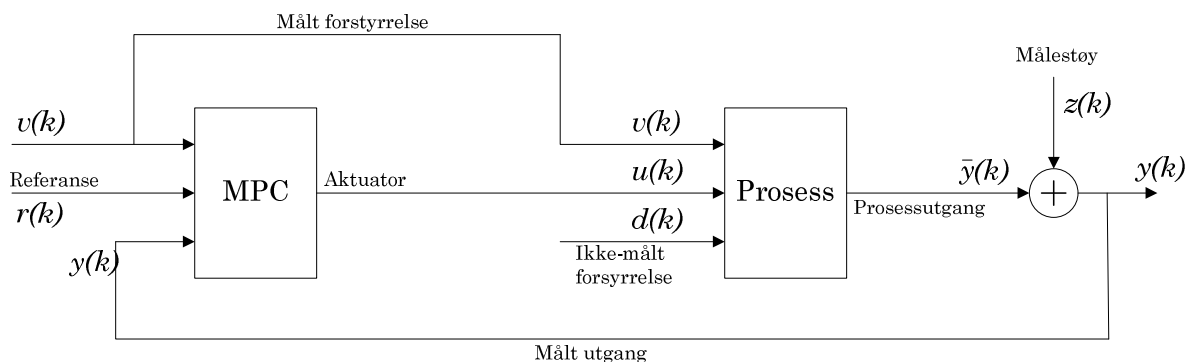 Målt forstyrrelse
Målestøy
z(k)
v(k)
v(k)
Referanse
r(k)
MPC
Aktuator
u(k)
Prosess
ȳ(k)
y(k)
Prosessutgang
+
y(k)
d(k)
Ikke-målt
forsyrrelse
Målt utgang